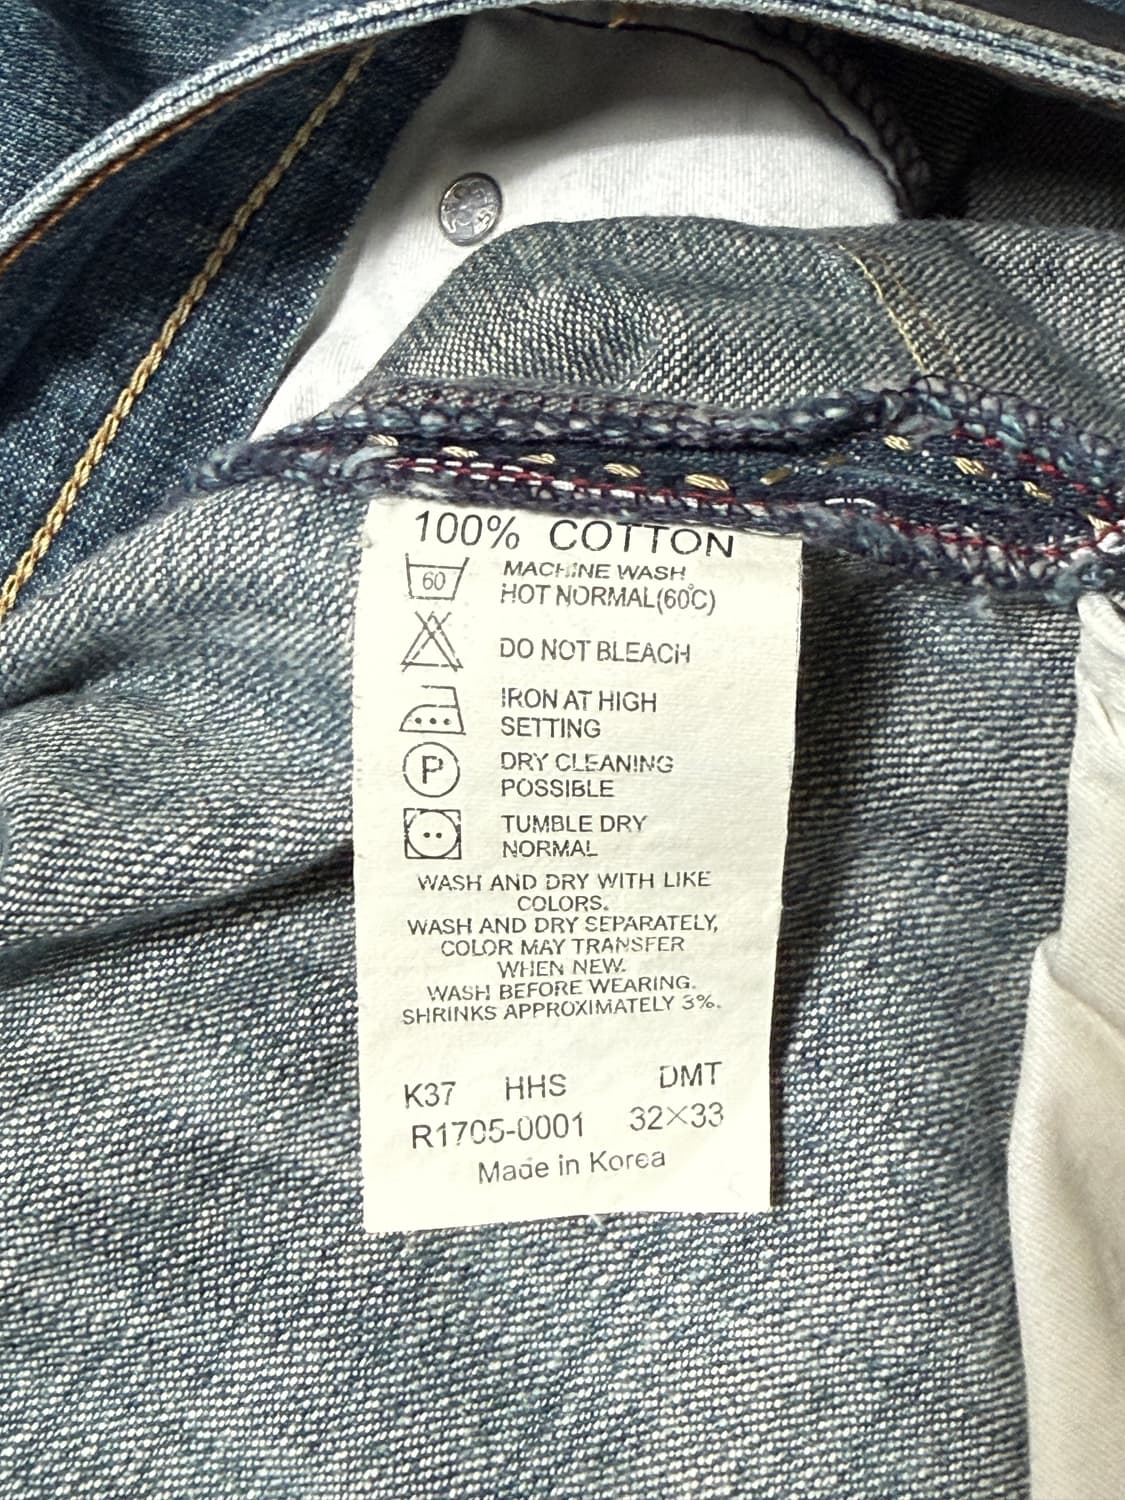 100% COTTON
60
MACHINE WASH
HOT NORMAL(60°C)
DO NOT BLEACH
IRON AT HIGH
SETTING
P
DRY CLEANING
POSSIBLE
TUMBLE DRY
NORMAL
WASH AND DRY WITH LIKE
COLORS.
WASH AND DRY SEPARATELY,
COLOR MAY TRANSFER
WHEN NEW.
WASH BEFORE WEARING.
SHRINKS APPROXIMATELY 3%.
K37 HHS DMT
R1705-0001 32×33
Made in Korea